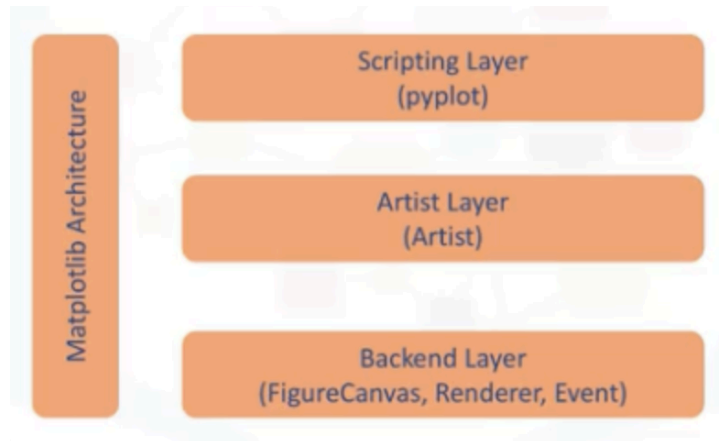 Matplotlib Architecture
Scripting Layer
(pyplot)
Artist Layer
(Artist)
Backend Layer
(FigureCanvas, Renderer, Event)